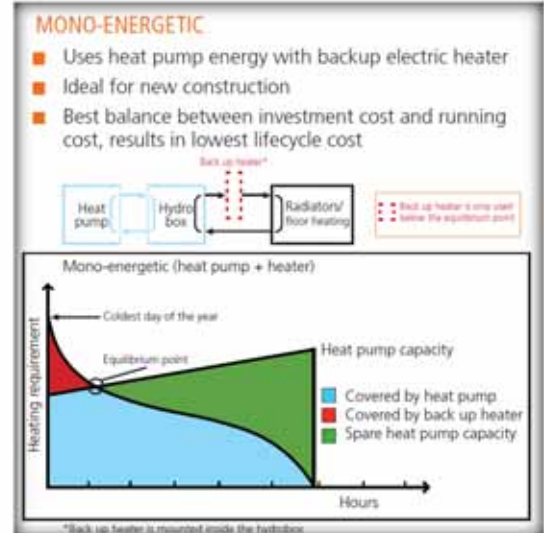 MONO-ENERGETIC
Uses heat pump energy with backup electric heater
Ideal for new construction
Best balance between investment cost and running
cost, results in lowest lifecycle cost
Back up heater*
Heat
pump
Hydro
box
Radiators/
floor heating
Back up heater is only used
below the equilibrium point
Mono-energetic (heat pump + heater)
Coldest day of the year
Equilibrium point
Heat pump capacity
Heating requirement
Covered by heat pump
Covered by back up heater
Spare heat pump capacity
Hours
*Back up heater is mounted inside the hydrobox